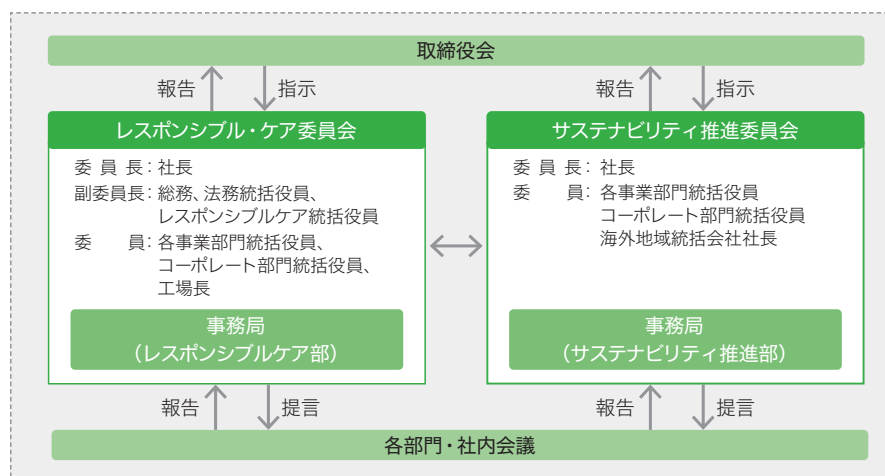 取締役会
報告
指示
報告
指示
レスポンシブル・ケア委員会
委員長：社長
副委員長：総務、法務統括役員、
レスポンシブルケア統括役員
委員：各事業部門統括役員、
コーポレート部門統括役員、
工場長
事務局
（レスポンシブルケア部）
サステナビリティ推進委員会
委員長：社長
委員：各事業部門統括役員
コーポレート部門統括役員
海外地域統括会社社長
事務局
（サステナビリティ推進部）
報告
提言
報告
提言
各部門・社内会議